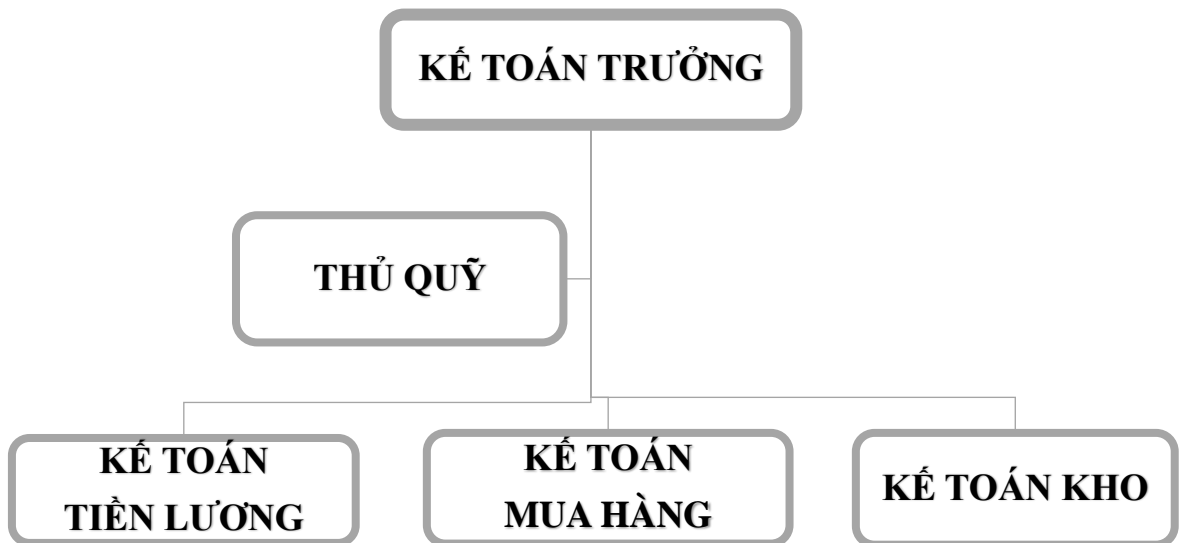 KẾ TOÁN TRƯỞNG
THỦ QUỸ
KẾ TOÁN
TIỀN LƯƠNG
KẾ TOÁN
MUA HÀNG
KẾ TOÁN KHO